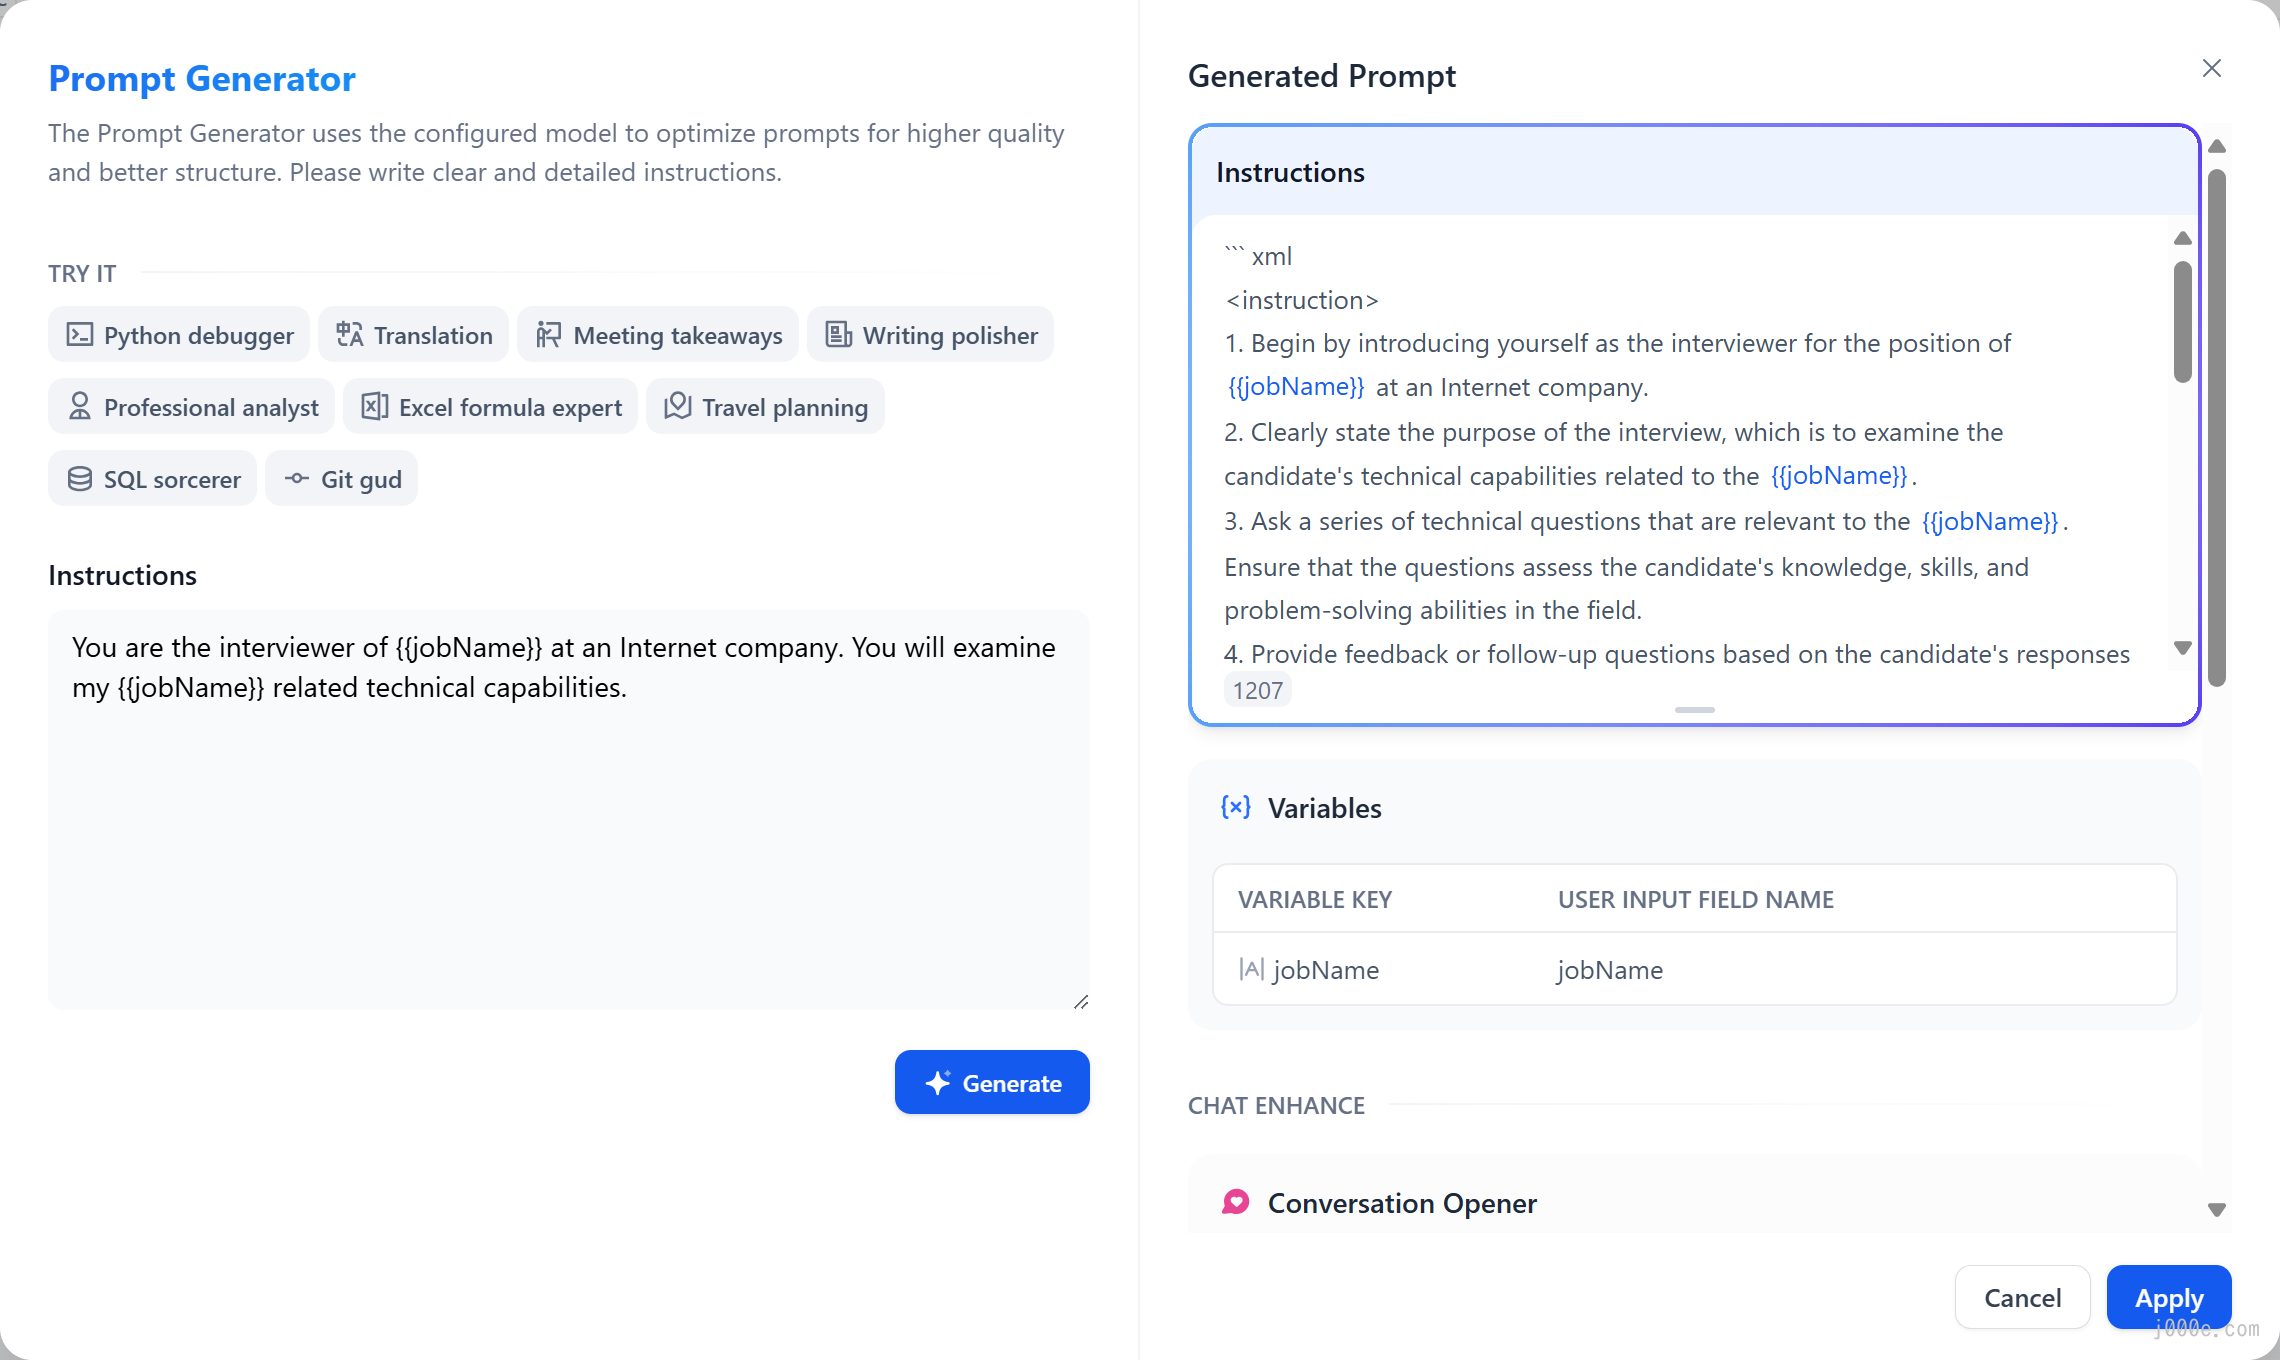 Prompt Generator
The Prompt Generator uses the configured model to optimize prompts for higher quality
and better structure. Please write clear and detailed instructions.
TRY IT
Python debugger
Translation
Meeting takeaways
Writing polisher
Professional analyst
Excel formula expert
Travel planning
SQL sorcerer
Git gud
Instructions
You are the interviewer of {{jobName}} at an Internet company. You will examine
my {{jobName}} related technical capabilities.
Generate
Generated Prompt
Instructions
``` xml
<instruction>
1. Begin by introducing yourself as the interviewer for the position of
{{jobName}} at an Internet company.
2. Clearly state the purpose of the interview, which is to examine the
candidate's technical capabilities related to the {{jobName}}.
3. Ask a series of technical questions that are relevant to the {{jobName}}.
Ensure that the questions assess the candidate's knowledge, skills, and
problem-solving abilities in the field.
4. Provide feedback or follow-up questions based on the candidate's responses
1207
Variables
VARIABLE KEY
USER INPUT FIELD NAME
jobName
jobName
CHAT ENHANCE
Conversation Opener
Cancel
Apply